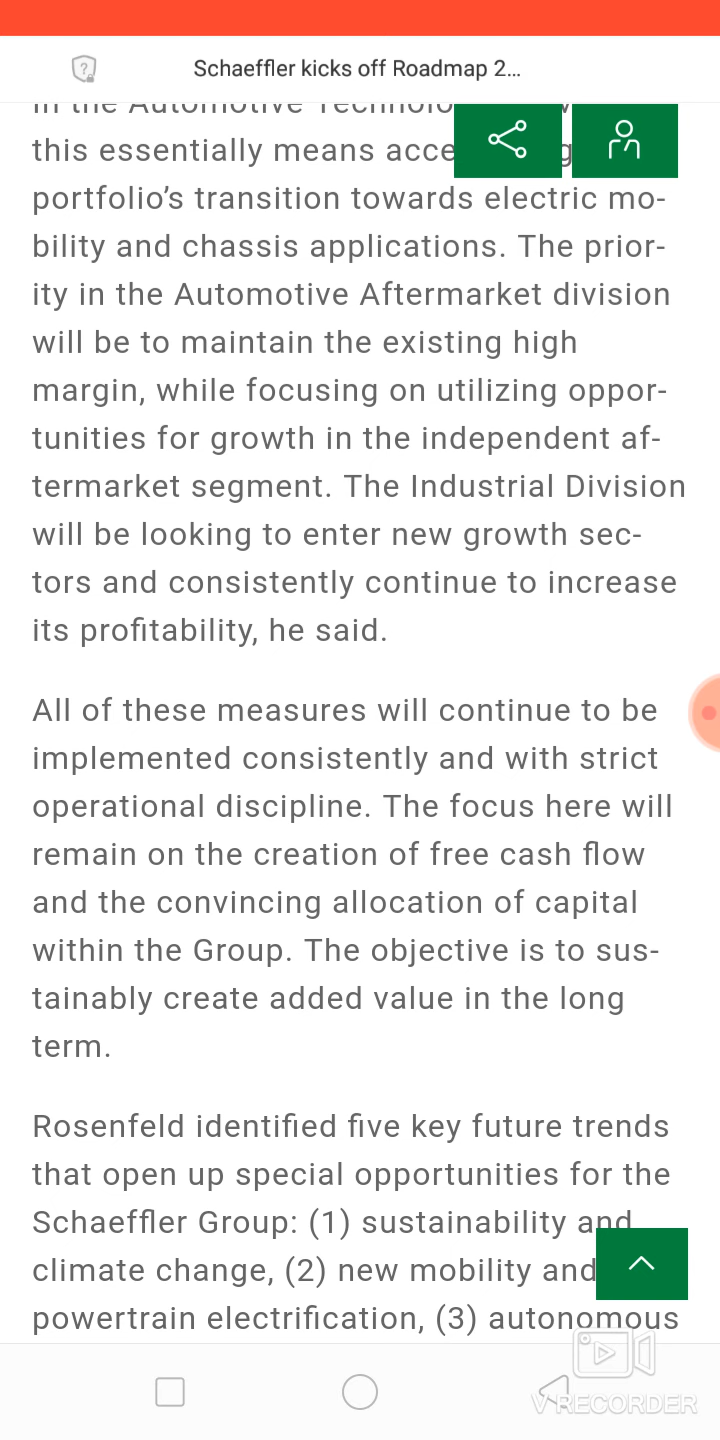 Schaeffler kicks off Roadmap 2...
In the Automotive
this essentially means
portfolio's transition towards electric mo-
bility and chassis applications. The prior-
ity in the Automotive Aftermarket division
will be to maintain the existing high
margin, while focusing on utilizing oppor-
tunities for growth in the independent af-
termarket segment. The Industrial Division
will be looking to enter new growth sec-
tors and consistently continue to increase
its profitability, he said.
All of these measures will continue to be
implemented consistently and with strict
operational discipline. The focus here will
remain on the creation of free cash flow
and the convincing allocation of capital
within the Group. The objective is to sus-
tainably create added value in the long
term.
Rosenfeld identified five key future trends
that open up special opportunities for the
Schaeffler Group: (1) sustainability and
climate change, (2) new mobility and
powertrain electrification, (3) autonomous
V RECORDER